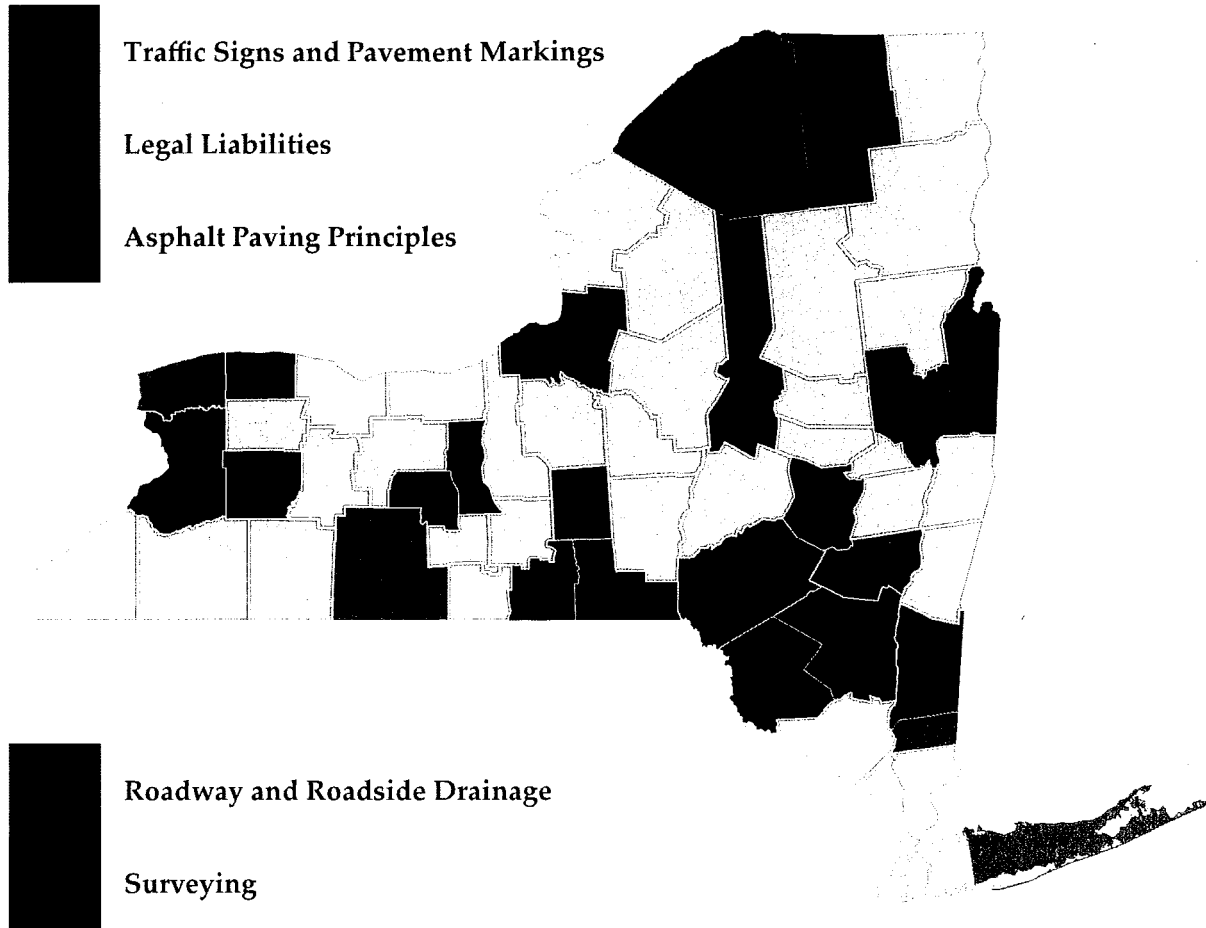 Traffic Signs and Pavement Markings
Legal Liabilities
Asphalt Paving Principles
Roadway and Roadside Drainage
Surveying